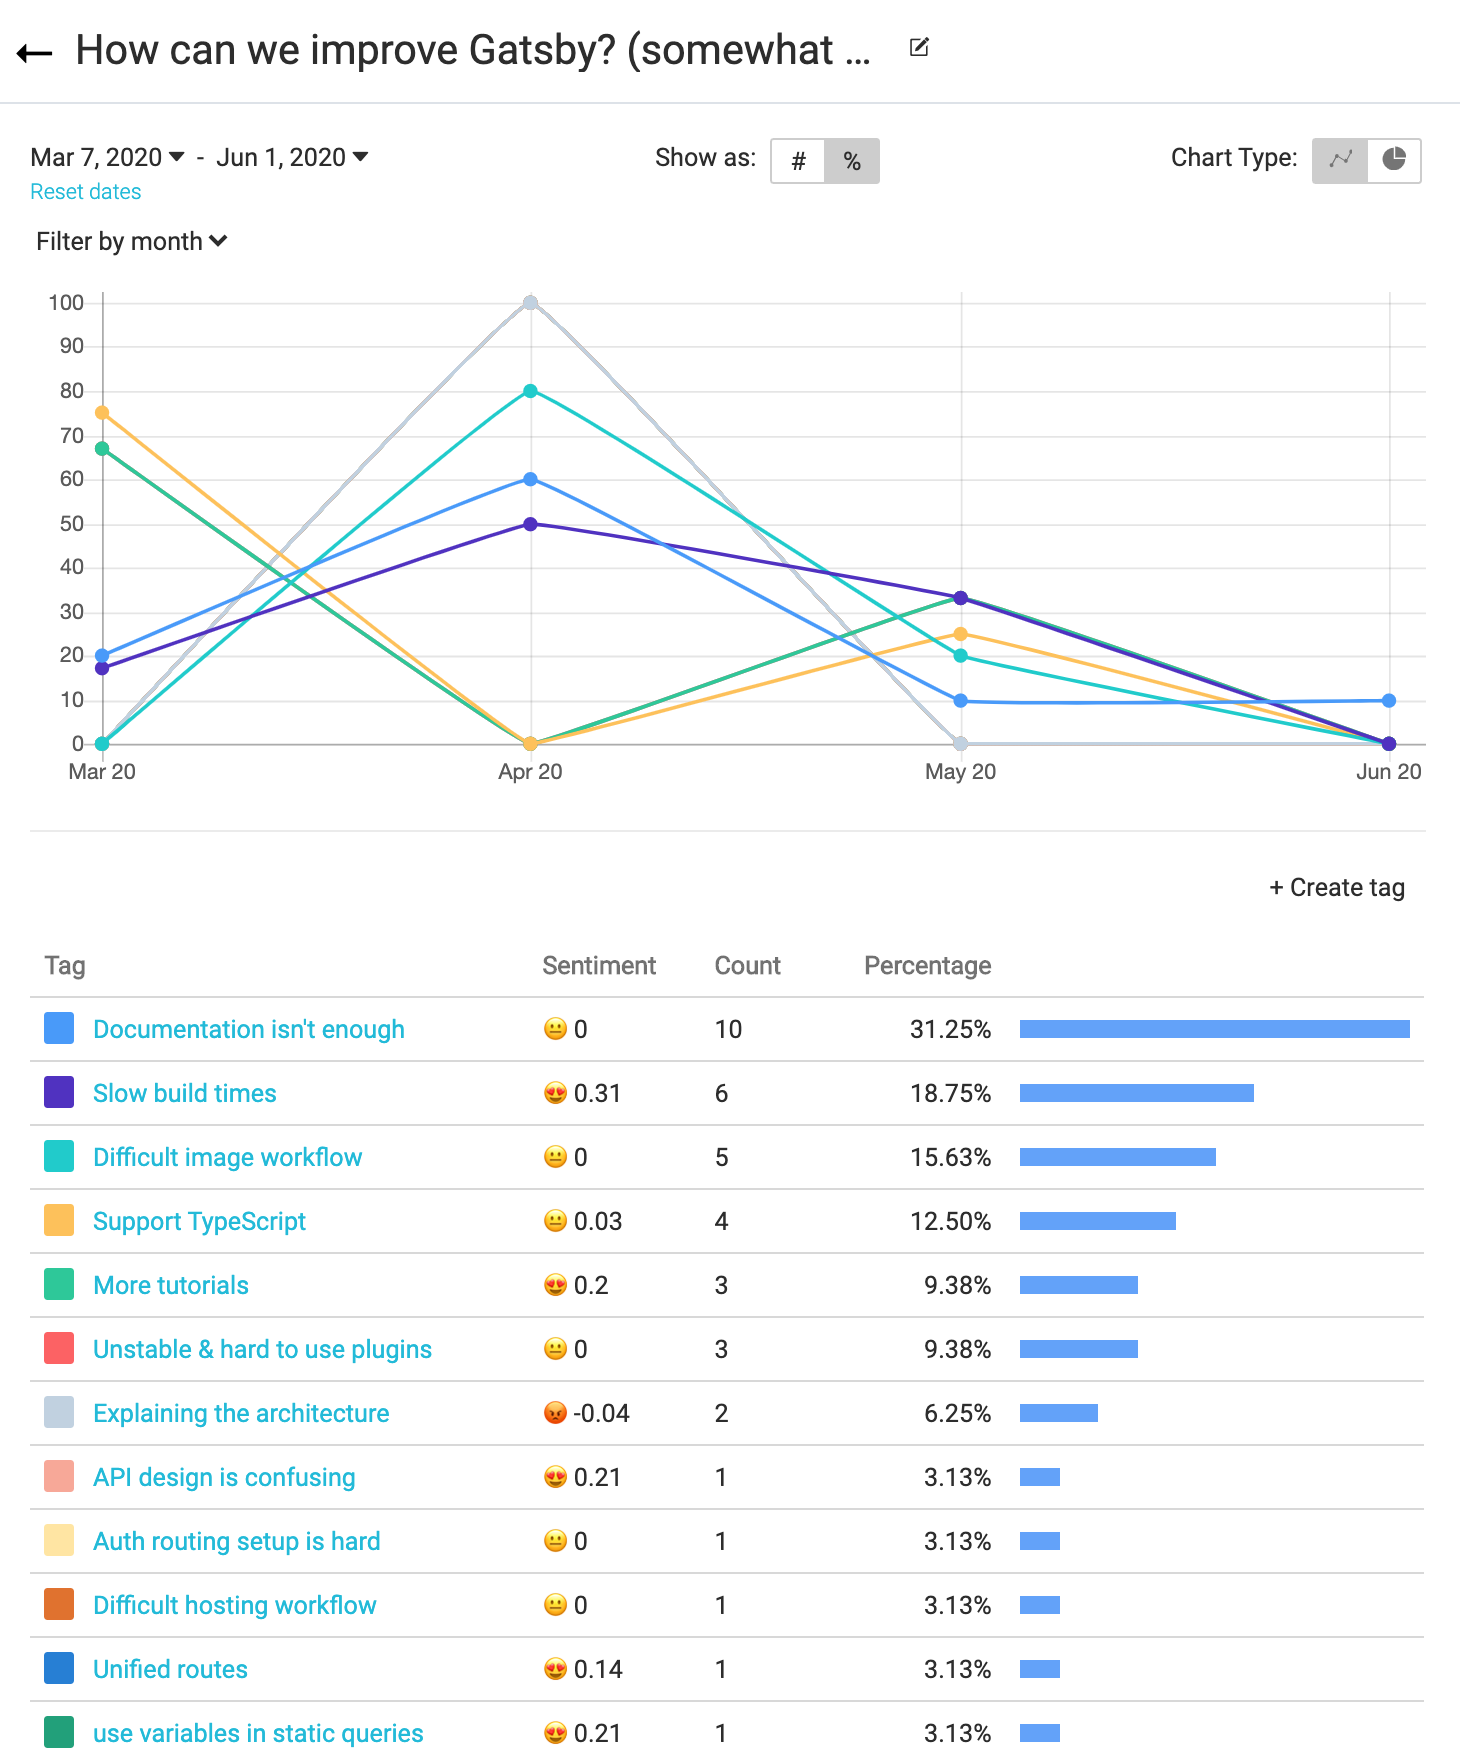 How can we improve Gatsby? (somewhat ...
Mar 7, 2020 - Jun 1, 2020
Reset dates
Show as: # %
Chart Type:
Filter by month
100
90
80
70
60
50
40
30
20
10
0
Mar 20 Apr 20 May 20 Jun 20
+ Create tag
Tag Sentiment Count Percentage
Documentation isn't enough 0 10 31.25%
Slow build times 0.31 6 18.75%
Difficult image workflow 0 5 15.63%
Support TypeScript 0.03 4 12.50%
More tutorials 0.2 3 9.38%
Unstable & hard to use plugins 0 3 9.38%
Explaining the architecture -0.04 2 6.25%
API design is confusing 0.21 1 3.13%
Auth routing setup is hard 0 1 3.13%
Difficult hosting workflow 0 1 3.13%
Unified routes 0.14 1 3.13%
use variables in static queries 0.21 1 3.13%